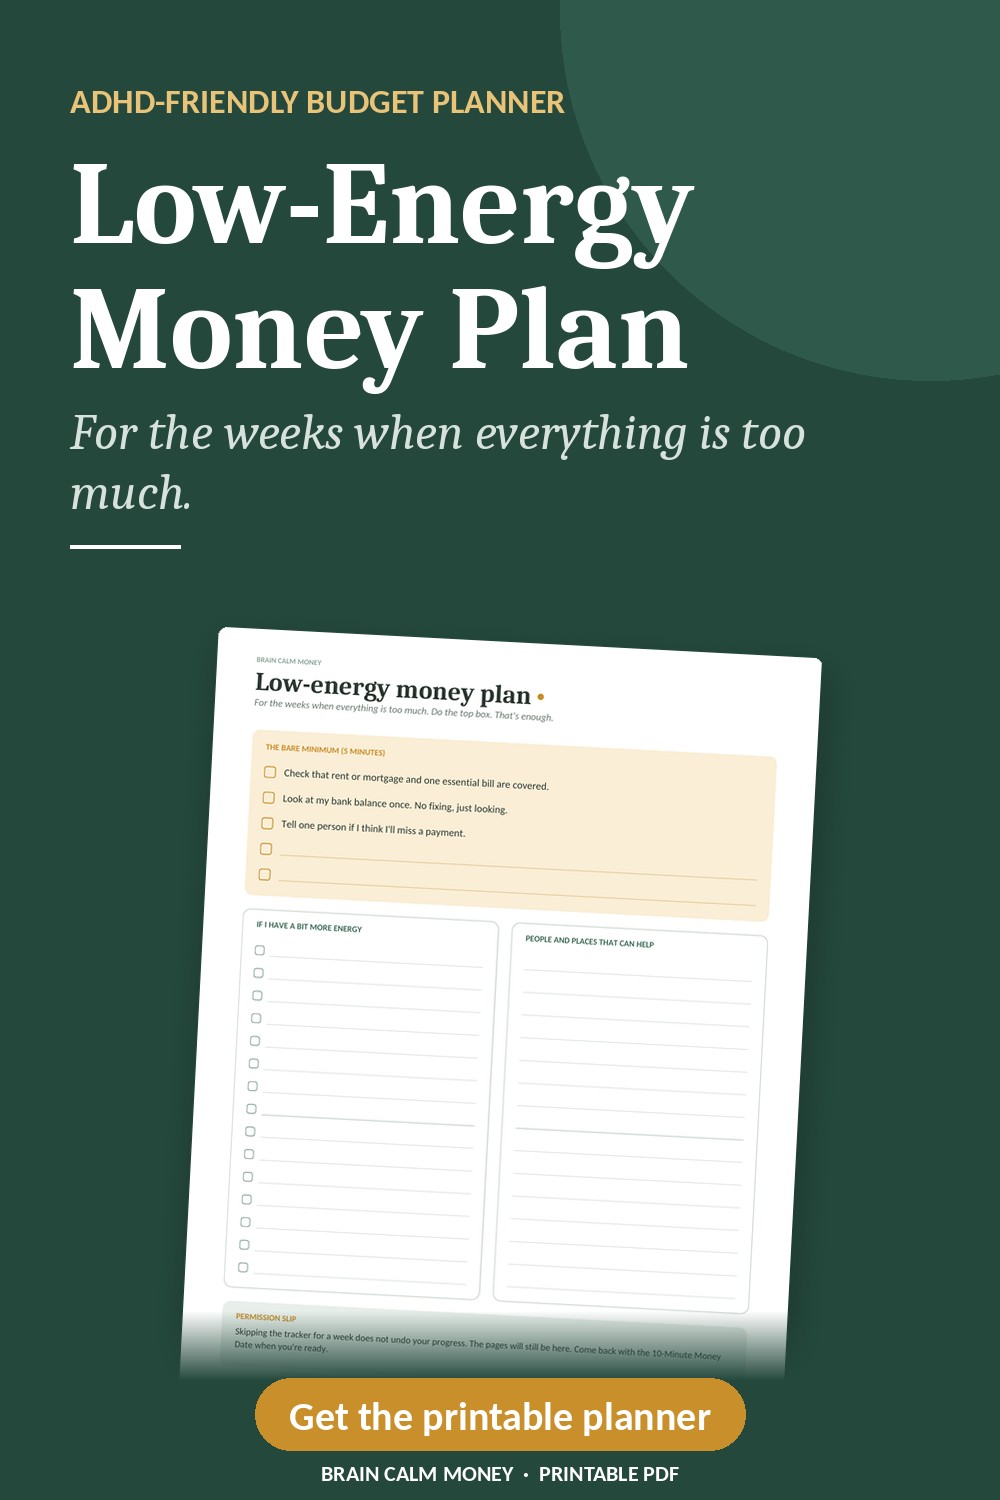 ADHD-FRIENDLY BUDGET PLANNER
Low-Energy
Money Plan
For the weeks when everything is too
much.
BRAIN CALM MONEY
Low-energy money plan •
For the weeks when everything is too much. Do the top box. That's enough.
THE BARE MINIMUM (5 MINUTES)
Check that rent or mortgage and one essential bill are covered.
Look at my bank balance once. No fixing, just looking.
Tell one person if I think I'll miss a payment.
IF I HAVE A BIT MORE ENERGY
PEOPLE AND PLACES THAT CAN HELP
PERMISSION SLIP
Skipping the tracker for a week does not undo your progress. The pages will still be here. Come back with the 10-Minute Money
Date when you're ready.
Get the printable planner
BRAIN CALM MONEY · PRINTABLE PDF